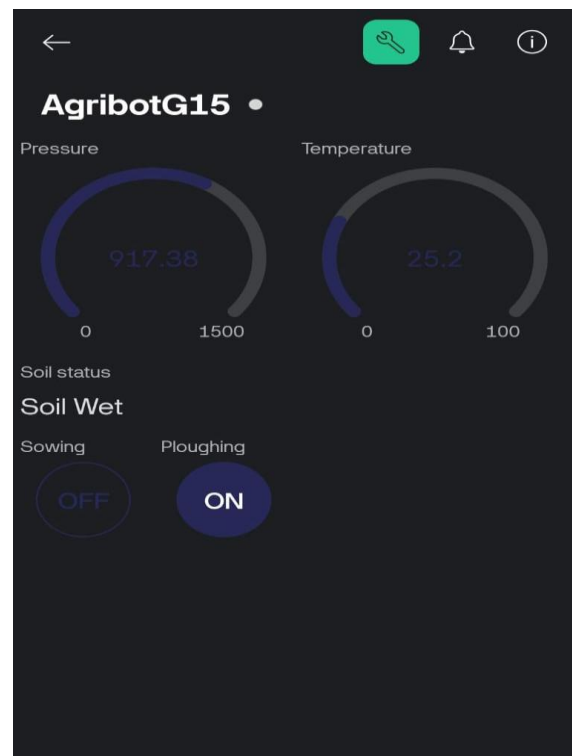 AgribotG15
Pressure Temperature
917.38 25.2
0 1500 0 100
Soil status
Soil Wet
Sowing Ploughing
OFF ON